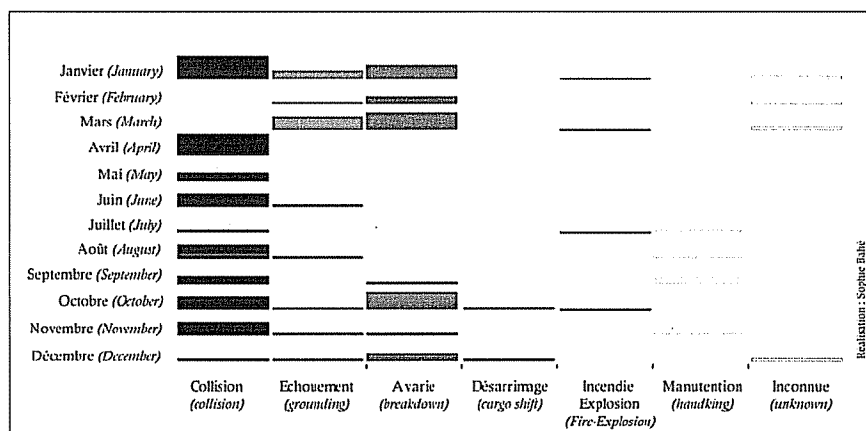 Janvier (January)
Février (February)
Mars (March)
Avril (April)
Mai (May)
Juin (June)
Juillet (July)
Août (August)
Septembre (September)
Octobre (October)
Novembre (November)
Décembre (December)
Collision Echouement Avarie Désarrimage Incendie Manutention Inconnue
(collision) (grounding) (breakdown) (cargo shift) Explosion (handking) (unknown)
(Fire-Explosion)
Realisation : Sophie Bahé